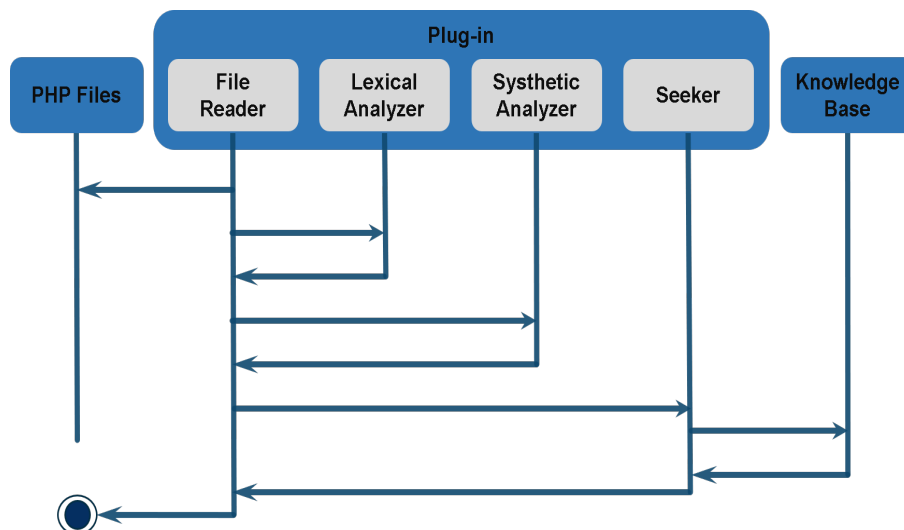 Plug-in
PHP Files
File
Reader
Lexical
Analyzer
Systhetic
Analyzer
Seeker
Knowledge
Base